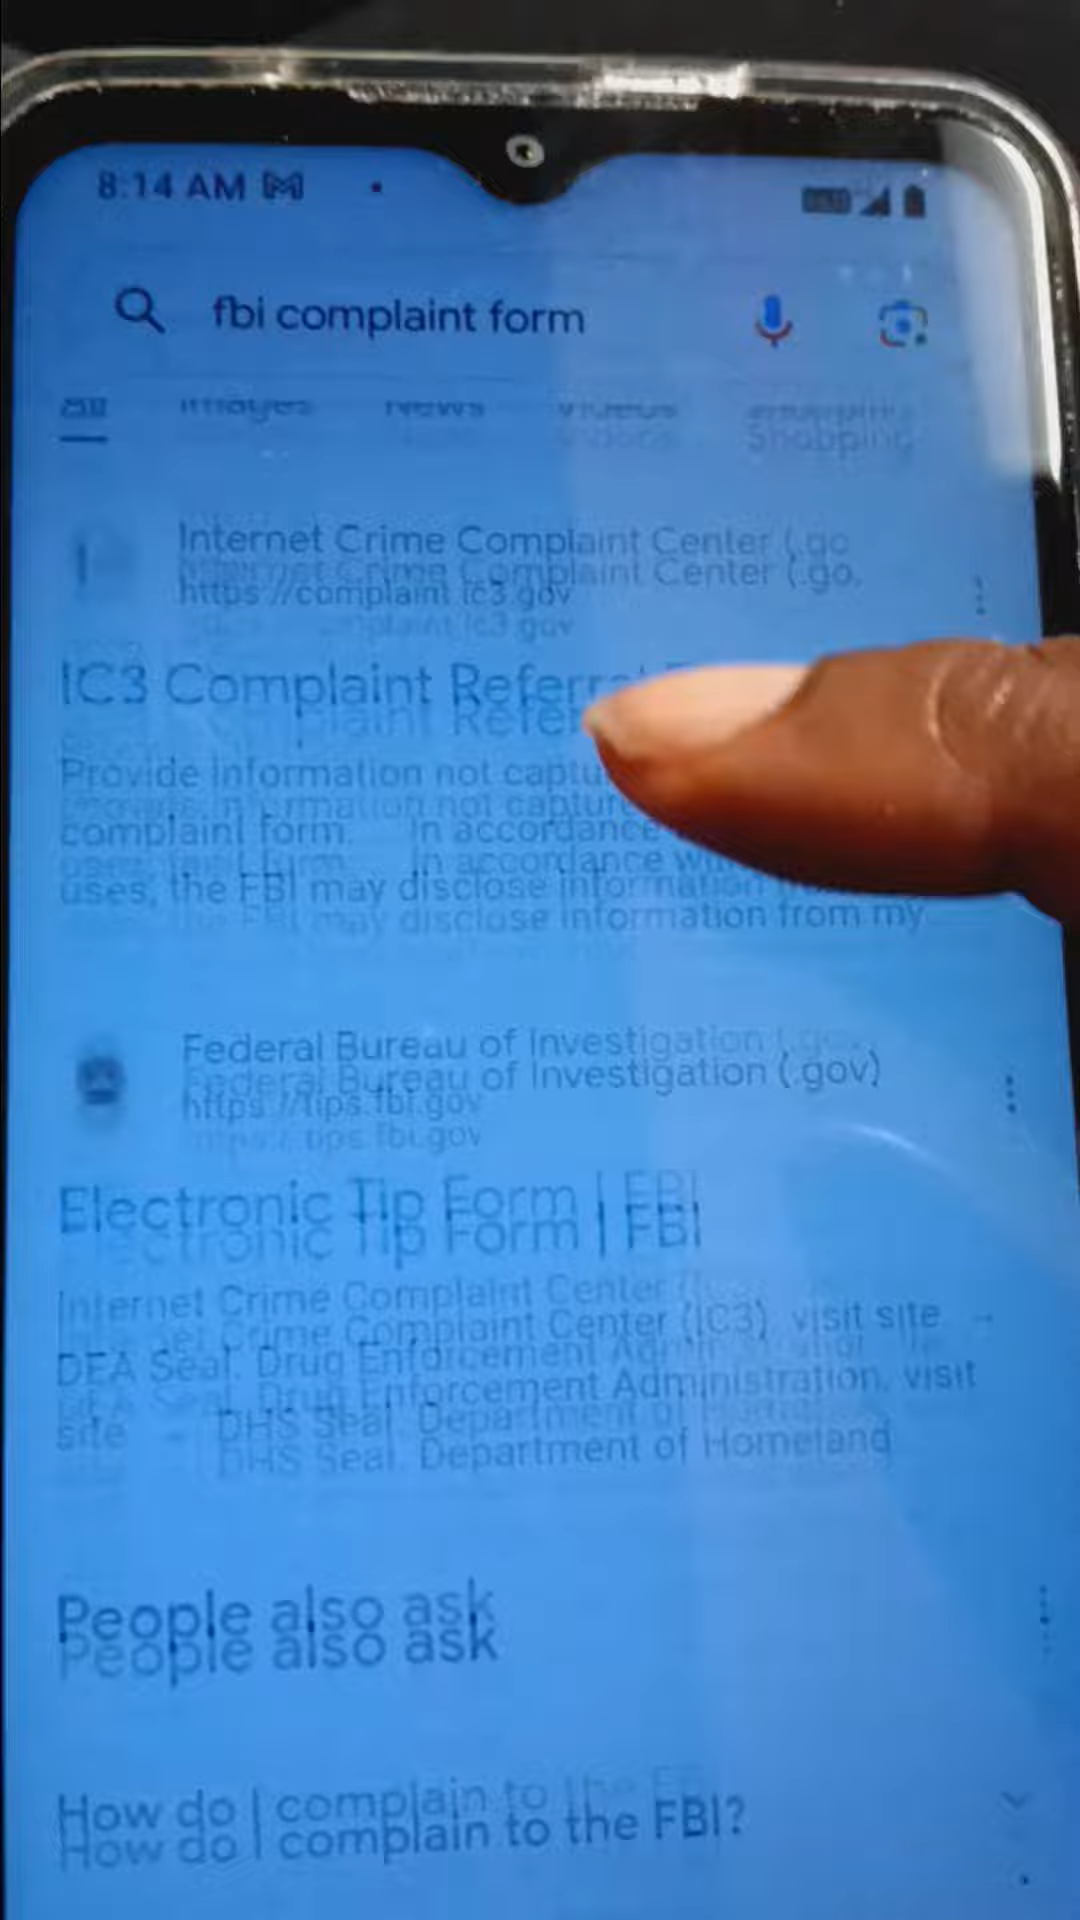 8:14 AM
fbi complaint form
All
Images News Videos Shopping
Internet Crime Complaint Center (.go
https://complaint.ic3.gov
IC3 Complaint Referr
Provide information not captur
complaint form. In accordance
uses, the FBI may disclose information from my
Federal Bureau of Investigation (.gov)
https://tips.fbi.gov
Electronic Tip Form | FBI
Internet Crime Complaint Center (IC3). visit site →
DEA Seal. Drug Enforcement Administration. visit
site → DHS Seal. Department of Homeland
People also ask
How do I complain to the FBI?